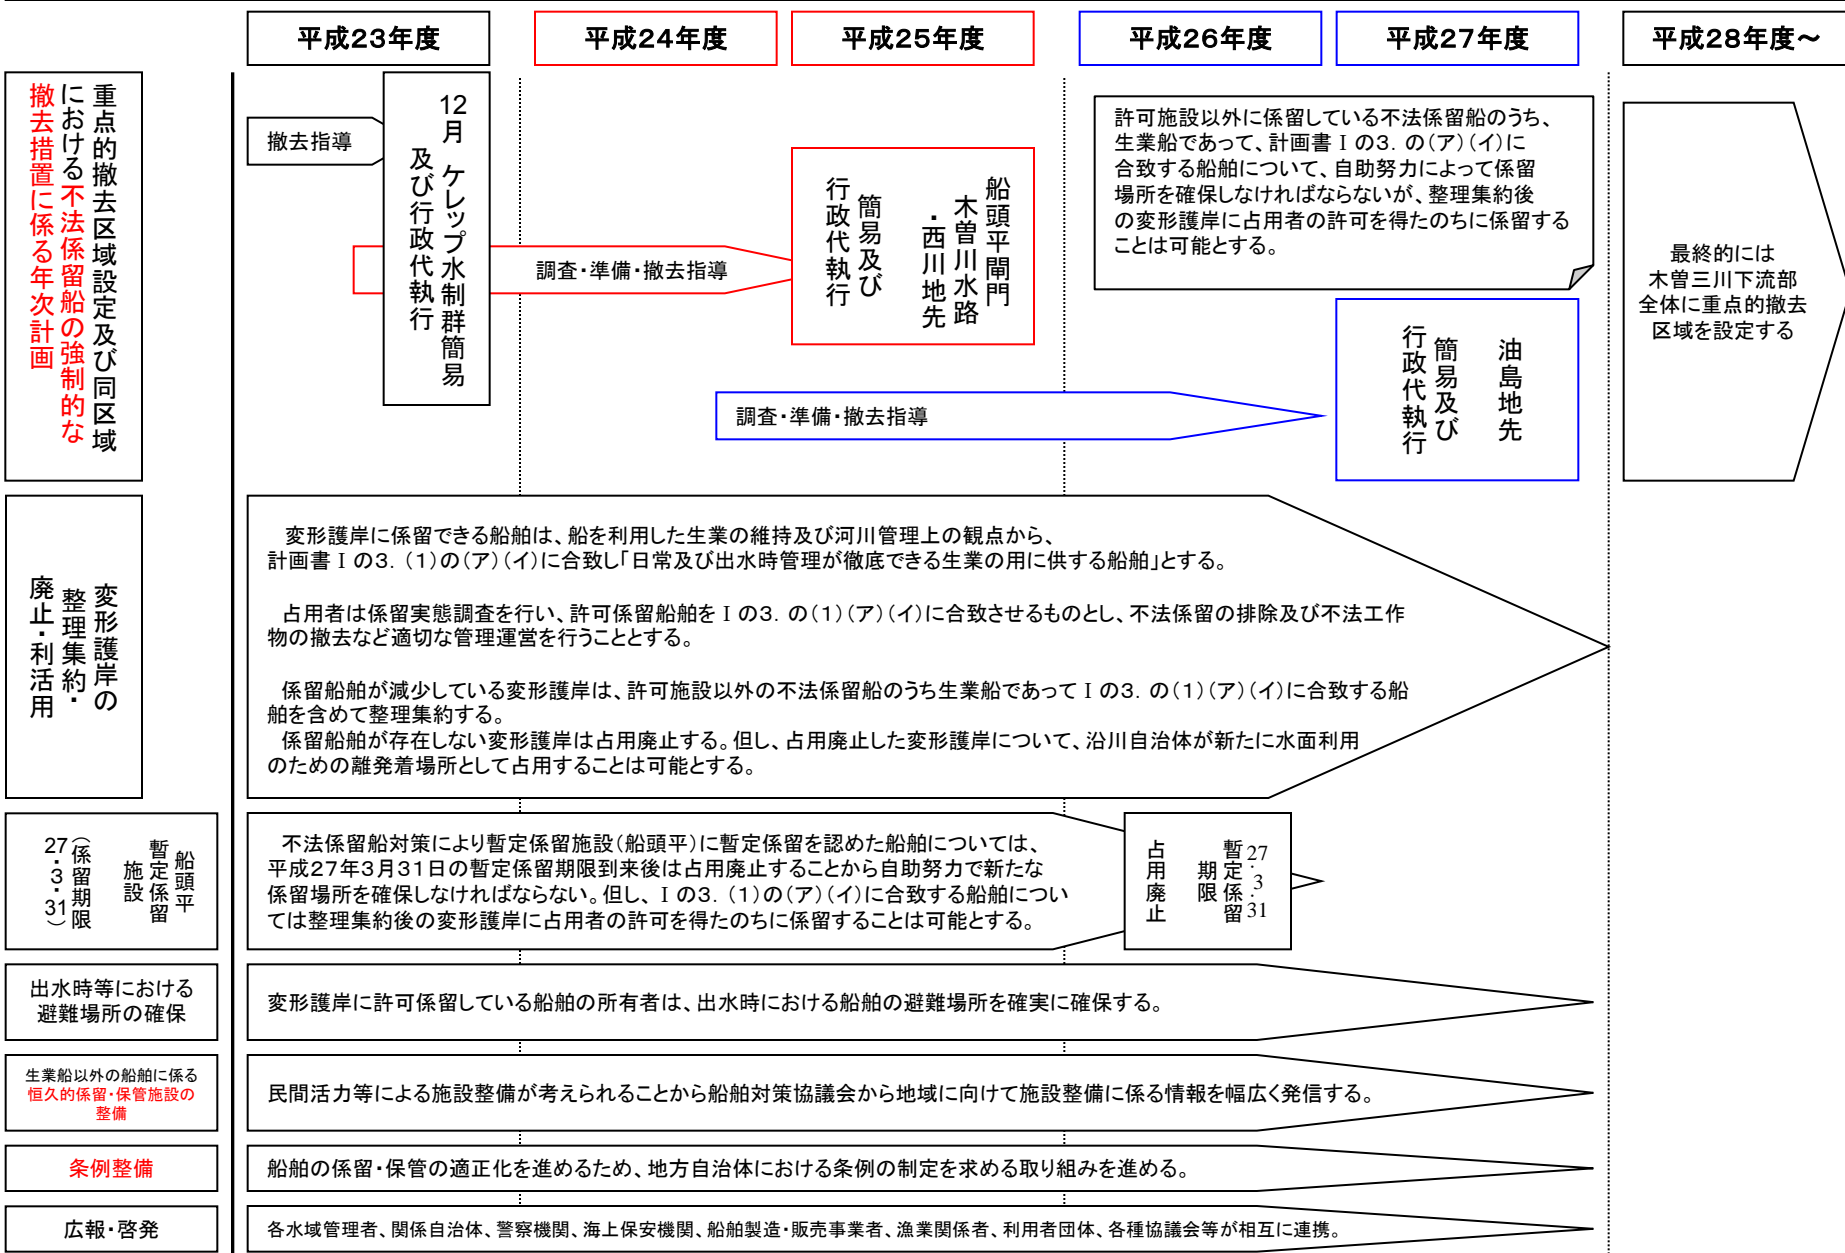 平成23年度
平成24年度
平成25年度
平成26年度
平成27年度
平成28年度～
重点的撤去区域設定及び同区域
における不法係留船の強制的な
撤去措置に係る年次計画
撤去指導
12月 ケレップ水制群簡易
及び行政代執行
調査・準備・撤去指導
船頭平閘門
木曽川水路
・西川地先
簡易及び
行政代執行
許可施設以外に係留している不法係留船のうち、
生業船であって、計画書Ⅰの3．の(ア)(イ)に
合致する船舶について、自助努力によって係留
場所を確保しなければならないが、整理集約後
の変形護岸に占用者の許可を得たのちに係留する
ことは可能とする。
調査・準備・撤去指導
油島地先
簡易及び
行政代執行
最終的には
木曽三川下流部
全体に重点的撤去
区域を設定する
変形護岸の
整理集約・
廃止・利活用
変形護岸に係留できる船舶は、船を利用した生業の維持及び河川管理上の観点から、
計画書Ⅰの3．(1)の(ア)(イ)に合致し「日常及び出水時管理が徹底できる生業の用に供する船舶」とする。
占用者は係留実態調査を行い、許可係留船舶をⅠの3．の(1)(ア)(イ)に合致させるものとし、不法係留の排除及び不法工作
物の撤去など適切な管理運営を行うこととする。
係留船舶が減少している変形護岸は、許可施設以外の不法係留船のうち生業船であってⅠの3．の(1)(ア)(イ)に合致する船
舶を含めて整理集約する。
係留船舶が存在しない変形護岸は占用廃止する。但し、占用廃止した変形護岸について、沿川自治体が新たに水面利用
のための離発着場所として占用することは可能とする。
船頭平
暫定係留
施設
(係留期限
27・3・31)
不法係留船対策により暫定係留施設(船頭平)に暫定係留を認めた船舶については、
平成27年3月31日の暫定係留期限到来後は占用廃止することから自助努力で新たな
係留場所を確保しなければならない。但し、Ⅰの3．(1)の(ア)(イ)に合致する船舶につい
ては整理集約後の変形護岸に占用者の許可を得たのちに係留することは可能とする。
27.3.31
暫定係留
期限
占用廃止
出水時等における
避難場所の確保
変形護岸に許可係留している船舶の所有者は、出水時における船舶の避難場所を確実に確保する。
生業船以外の船舶に係る
恒久的係留・保管施設の
整備
民間活力等による施設整備が考えられることから船舶対策協議会から地域に向けて施設整備に係る情報を幅広く発信する。
条例整備
船舶の係留・保管の適正化を進めるため、地方自治体における条例の制定を求める取り組みを進める。
広報・啓発
各水域管理者、関係自治体、警察機関、海上保安機関、船舶製造・販売事業者、漁業関係者、利用者団体、各種協議会等が相互に連携。